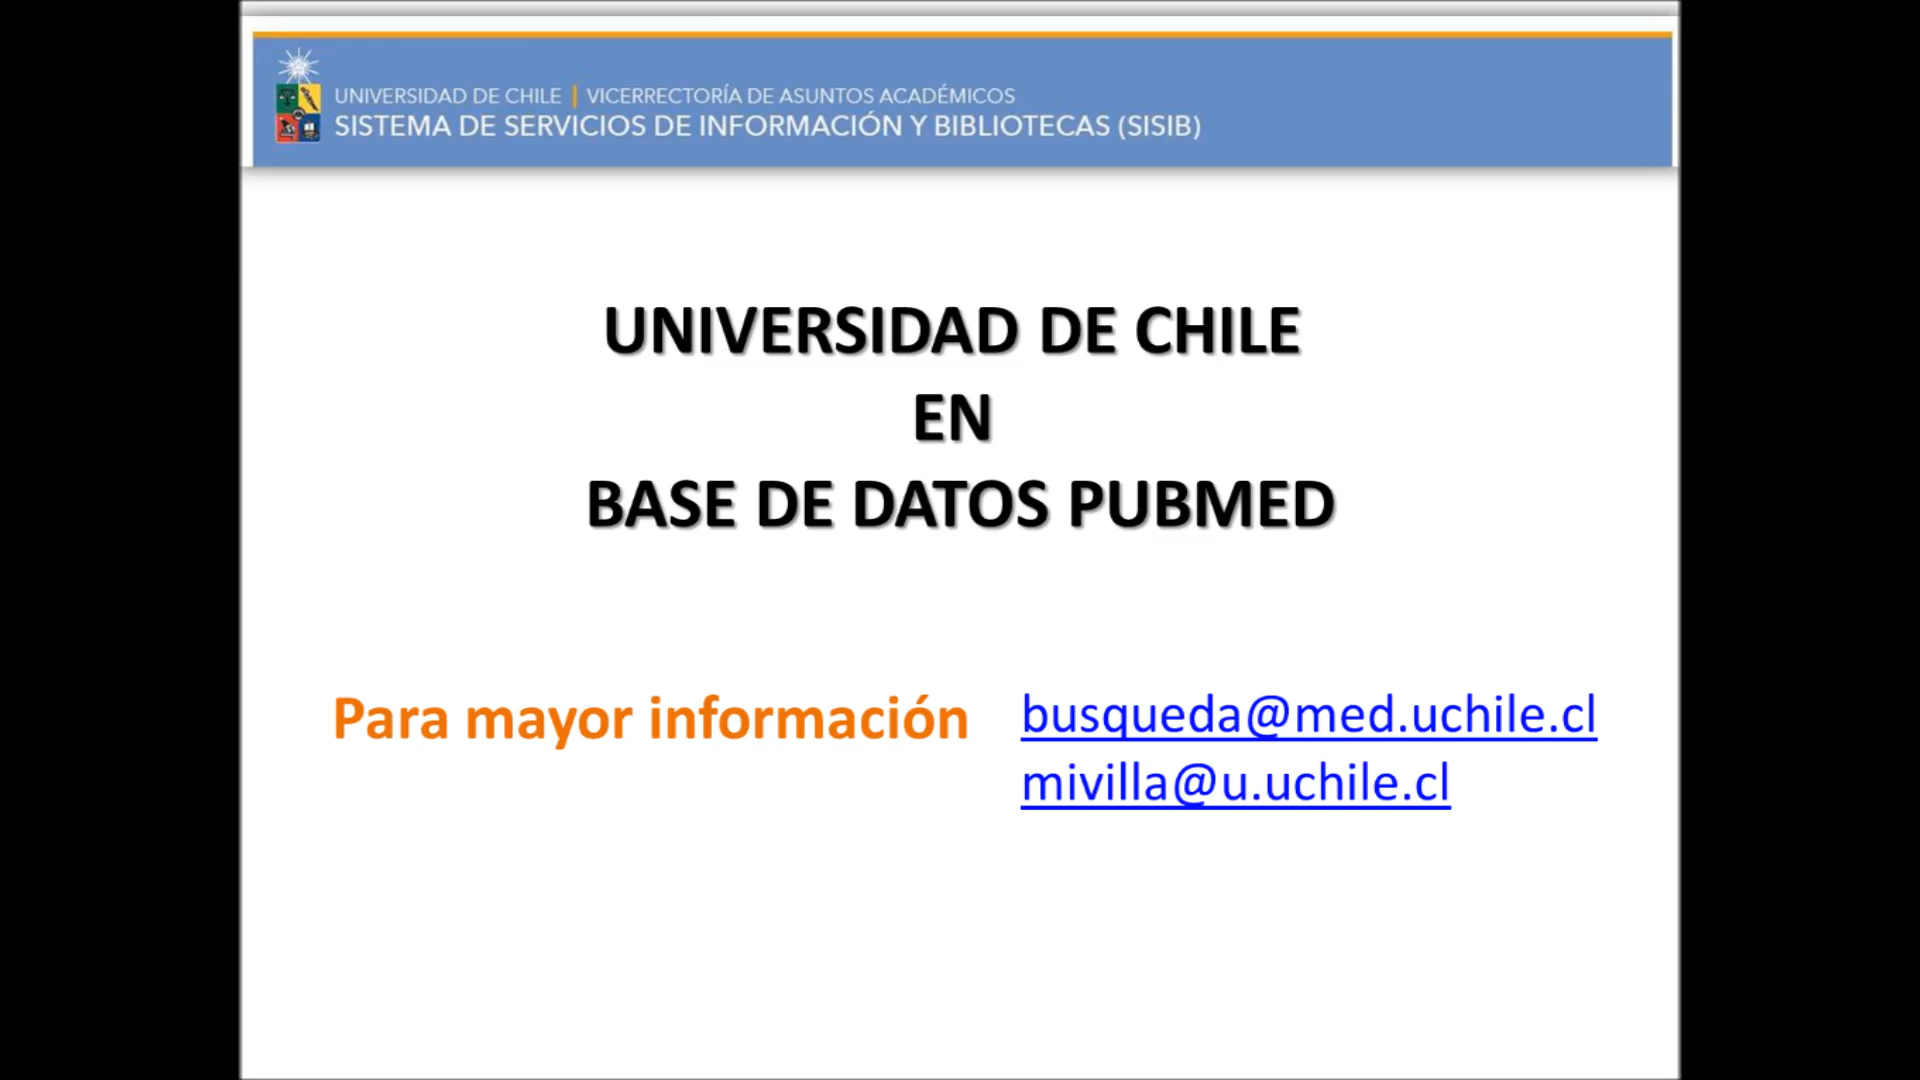 UNIVERSIDAD DE CHILE | VICERRECTORÍA DE ASUNTOS ACADÉMICOS
SISTEMA DE SERVICIOS DE INFORMACIÓN Y BIBLIOTECAS (SISIB)
UNIVERSIDAD DE CHILE
EN
BASE DE DATOS PUBMED
Para mayor información busqueda@med.uchile.cl
mivilla@u.uchile.cl